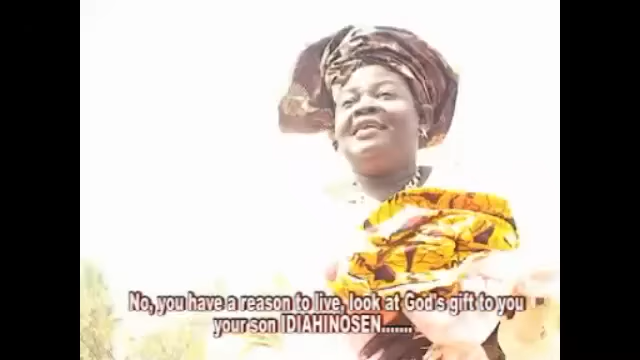 No, you have a reason to live, look at God's gift to you
your son IDIAHINOSEN.......